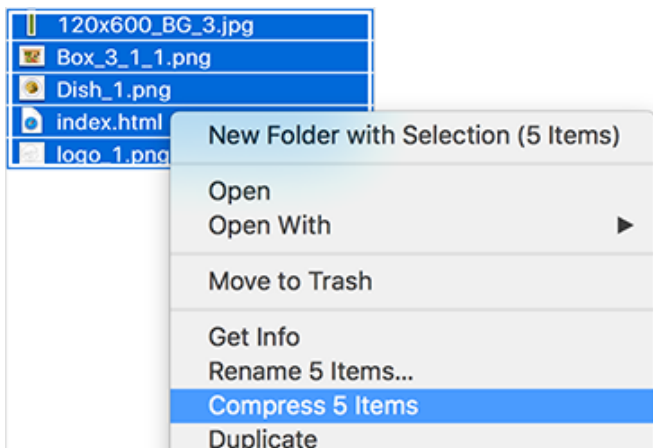 120x600_BG_3.jpg
Box_3_1_1.png
Dish_1.png
index.html
logo_1.png
New Folder with Selection (5 Items)
Open
Open With
Move to Trash
Get Info
Rename 5 Items...
Compress 5 Items
Duplicate